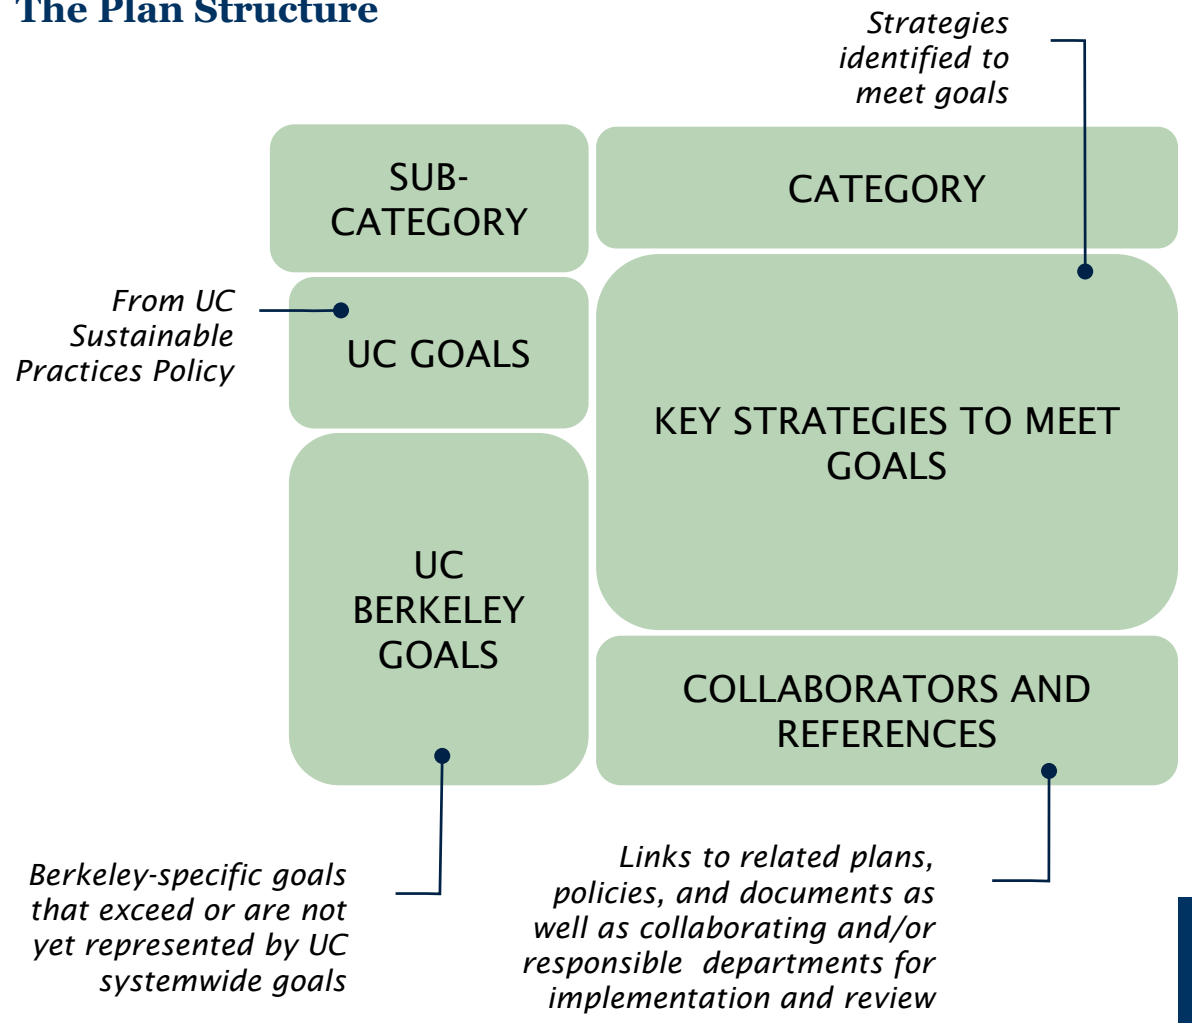 The Plan Structure
Strategies
identified to
meet goals
SUB-
CATEGORY
CATEGORY
From UC
Sustainable
Practices Policy
UC GOALS
KEY STRATEGIES TO MEET
GOALS
UC
BERKELEY
GOALS
COLLABORATORS AND
REFERENCES
Berkeley-specific goals
that exceed or are not
yet represented by UC
systemwide goals
Links to related plans,
policies, and documents as
well as collaborating and/or
responsible  departments for
implementation and review